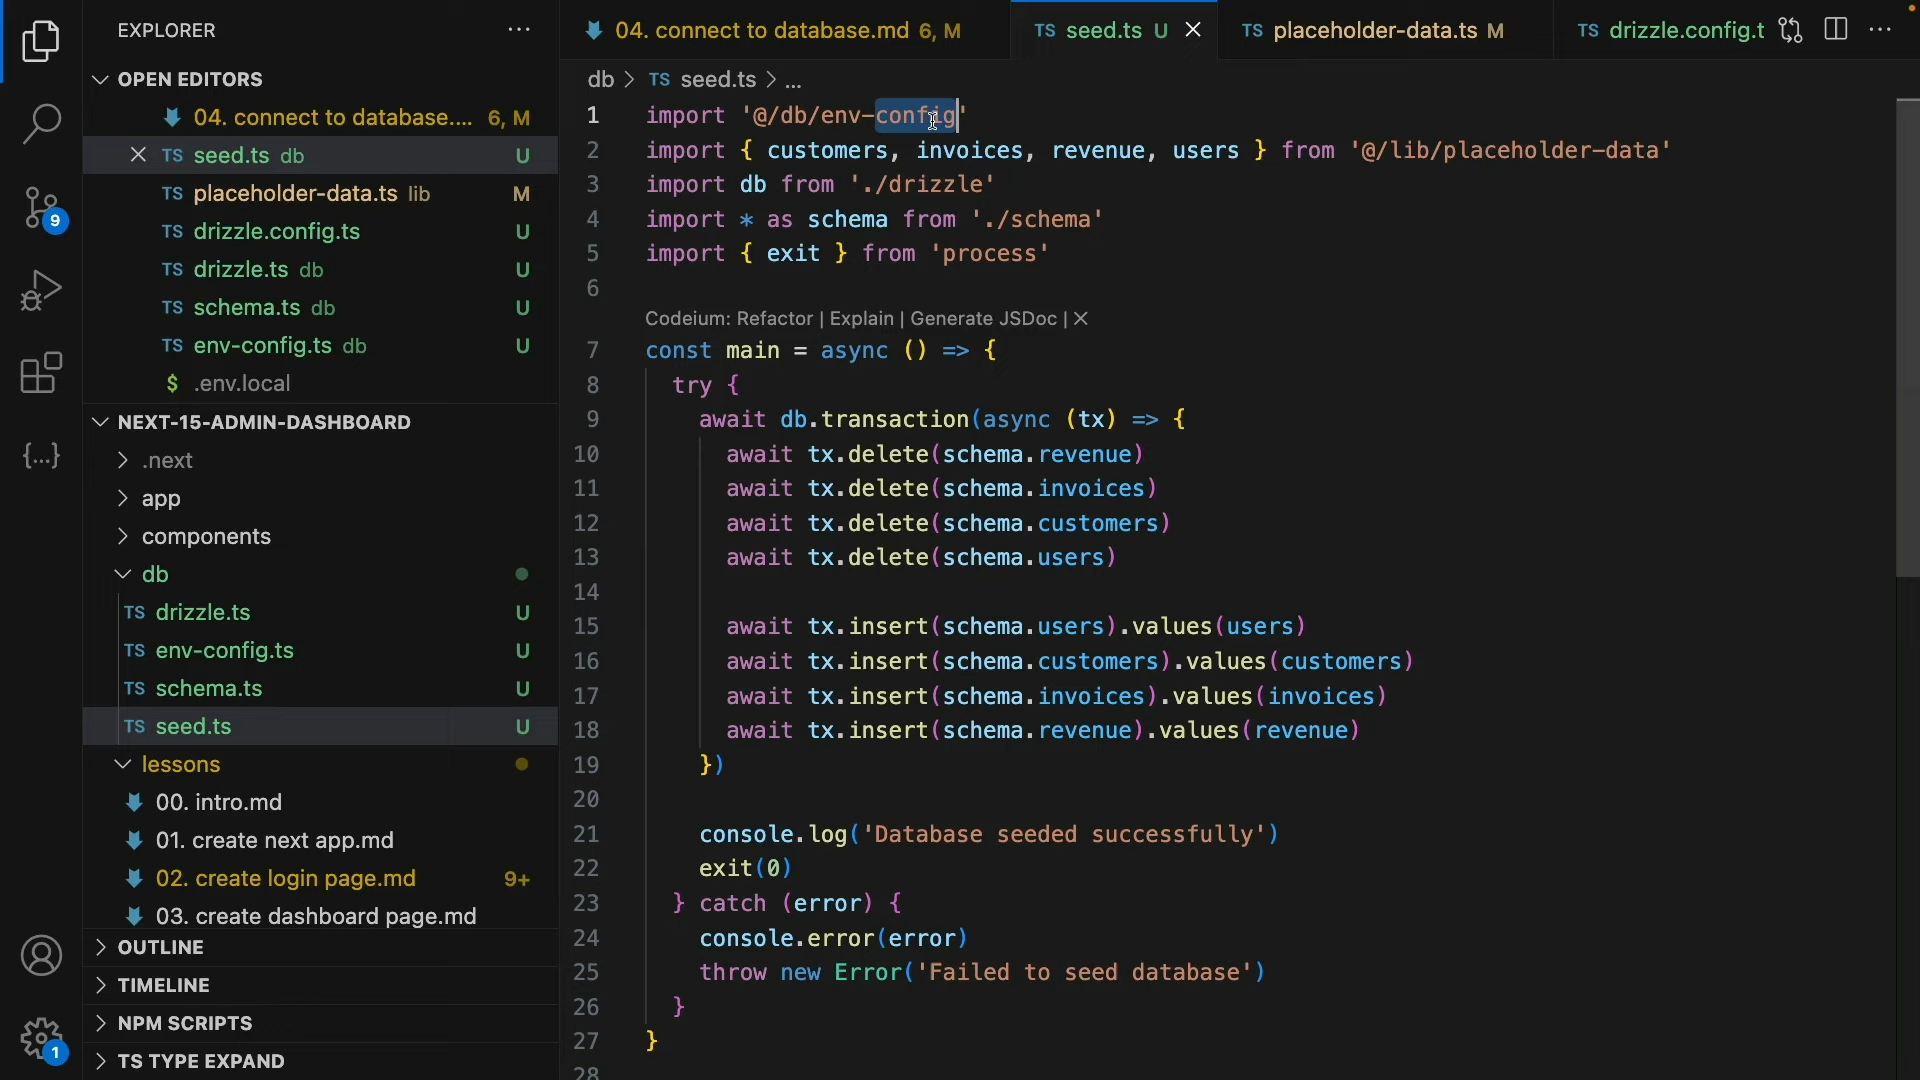 EXPLORER
OPEN EDITORS
04. connect to database.... 6, M
TS seed.ts db U
TS placeholder-data.ts lib M
TS drizzle.config.ts U
TS drizzle.ts db U
TS schema.ts db U
TS env-config.ts db U
$ .env.local
NEXT-15-ADMIN-DASHBOARD
.next
app
components
db
TS drizzle.ts U
TS env-config.ts U
TS schema.ts U
TS seed.ts U
lessons
00. intro.md
01. create next app.md
02. create login page.md 9+
03. create dashboard page.md
OUTLINE
TIMELINE
NPM SCRIPTS
TS TYPE EXPAND
9
1
04. connect to database.md 6, M
TS seed.ts U
TS placeholder-data.ts M
TS drizzle.config.t
db > TS seed.ts > ...
1 import '@/db/env-config'
2 import { customers, invoices, revenue, users } from '@/lib/placeholder-data'
3 import db from './drizzle'
4 import * as schema from './schema'
5 import { exit } from 'process'
6
Codeium: Refactor | Explain | Generate JSDoc | ×
7 const main = async () => {
8 try {
9 await db.transaction(async (tx) => {
10 await tx.delete(schema.revenue)
11 await tx.delete(schema.invoices)
12 await tx.delete(schema.customers)
13 await tx.delete(schema.users)
14
15 await tx.insert(schema.users).values(users)
16 await tx.insert(schema.customers).values(customers)
17 await tx.insert(schema.invoices).values(invoices)
18 await tx.insert(schema.revenue).values(revenue)
19 })
20
21 console.log('Database seeded successfully')
22 exit(0)
23 } catch (error) {
24 console.error(error)
25 throw new Error('Failed to seed database')
26 }
27 }
28